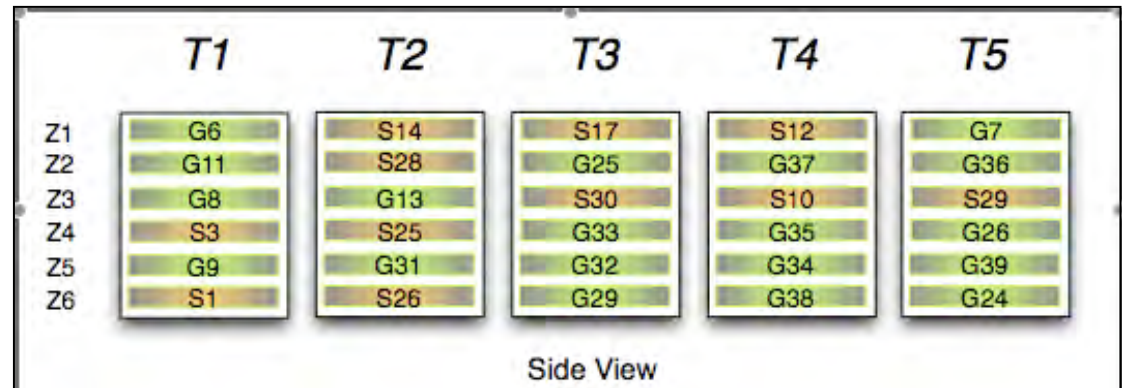 T1 T2 T3 T4 T5
Z1 G6 S14 S17 S12 G7
Z2 G11 S28 G25 G37 G36
Z3 G8 G13 S30 S10 S29
Z4 S3 S25 G33 G35 G26
Z5 G9 G31 G32 G34 G39
Z6 S1 S26 G29 G38 G24
Side View